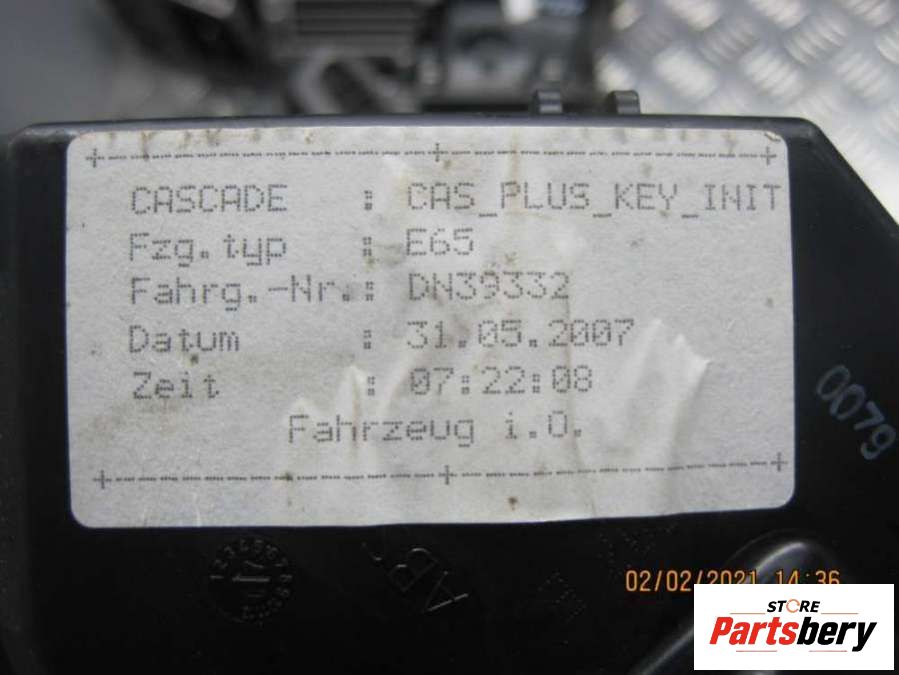 CASCADE : CAS_PLUS_KEY_INIT
Fzg.typ : E65
Fahrg.-Nr.: DN39332
Datum : 31.05.2007
Zeit : 07:22:08
Fahrzeug i.O.
0079
AB
02/02/2021 14:36
STORE
Partsbery